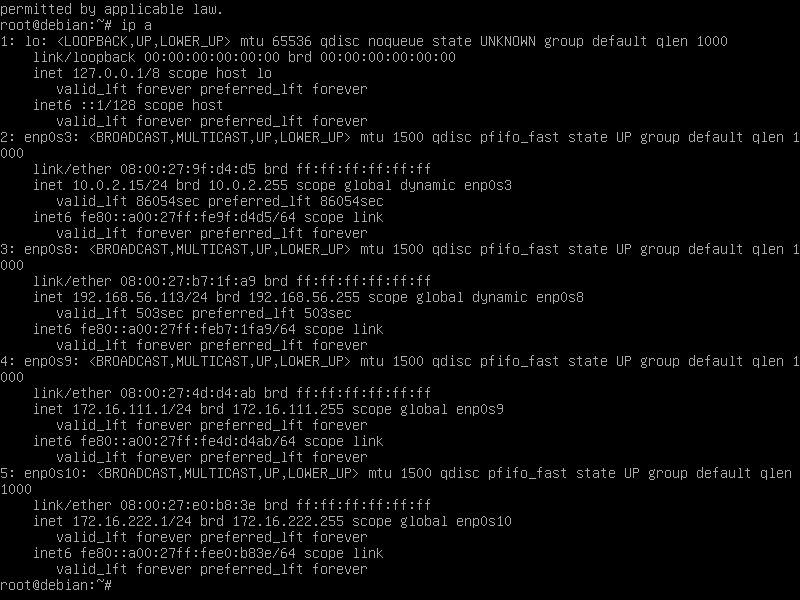 permitted by applicable law.
root@debian:~# ip a
1: lo: <LOOPBACK,UP,LOWER_UP> mtu 65536 qdisc noqueue state UNKNOWN group default qlen 1000
    link/loopback 00:00:00:00:00:00 brd 00:00:00:00:00:00
    inet 127.0.0.1/8 scope host lo
       valid_lft forever preferred_lft forever
    inet6 ::1/128 scope host
       valid_lft forever preferred_lft forever
2: enp0s3: <BROADCAST,MULTICAST,UP,LOWER_UP> mtu 1500 qdisc pfifo_fast state UP group default qlen 1
000
    link/ether 08:00:27:9f:d4:d5 brd ff:ff:ff:ff:ff:ff
    inet 10.0.2.15/24 brd 10.0.2.255 scope global dynamic enp0s3
       valid_lft 86054sec preferred_lft 86054sec
    inet6 fe80::a00:27ff:fe9f:d4d5/64 scope link
       valid_lft forever preferred_lft forever
3: enp0s8: <BROADCAST,MULTICAST,UP,LOWER_UP> mtu 1500 qdisc pfifo_fast state UP group default qlen 1
000
    link/ether 08:00:27:b7:1f:a9 brd ff:ff:ff:ff:ff:ff
    inet 192.168.56.113/24 brd 192.168.56.255 scope global dynamic enp0s8
       valid_lft 503sec preferred_lft 503sec
    inet6 fe80::a00:27ff:feb7:1fa9/64 scope link
       valid_lft forever preferred_lft forever
4: enp0s9: <BROADCAST,MULTICAST,UP,LOWER_UP> mtu 1500 qdisc pfifo_fast state UP group default qlen 1
000
    link/ether 08:00:27:4d:d4:ab brd ff:ff:ff:ff:ff:ff
    inet 172.16.111.1/24 brd 172.16.111.255 scope global enp0s9
       valid_lft forever preferred_lft forever
    inet6 fe80::a00:27ff:fe4d:d4ab/64 scope link
       valid_lft forever preferred_lft forever
5: enp0s10: <BROADCAST,MULTICAST,UP,LOWER_UP> mtu 1500 qdisc pfifo_fast state UP group default qlen
1000
    link/ether 08:00:27:e0:b8:3e brd ff:ff:ff:ff:ff:ff
    inet 172.16.222.1/24 brd 172.16.222.255 scope global enp0s10
       valid_lft forever preferred_lft forever
    inet6 fe80::a00:27ff:fee0:b83e/64 scope link
       valid_lft forever preferred_lft forever
root@debian:~#